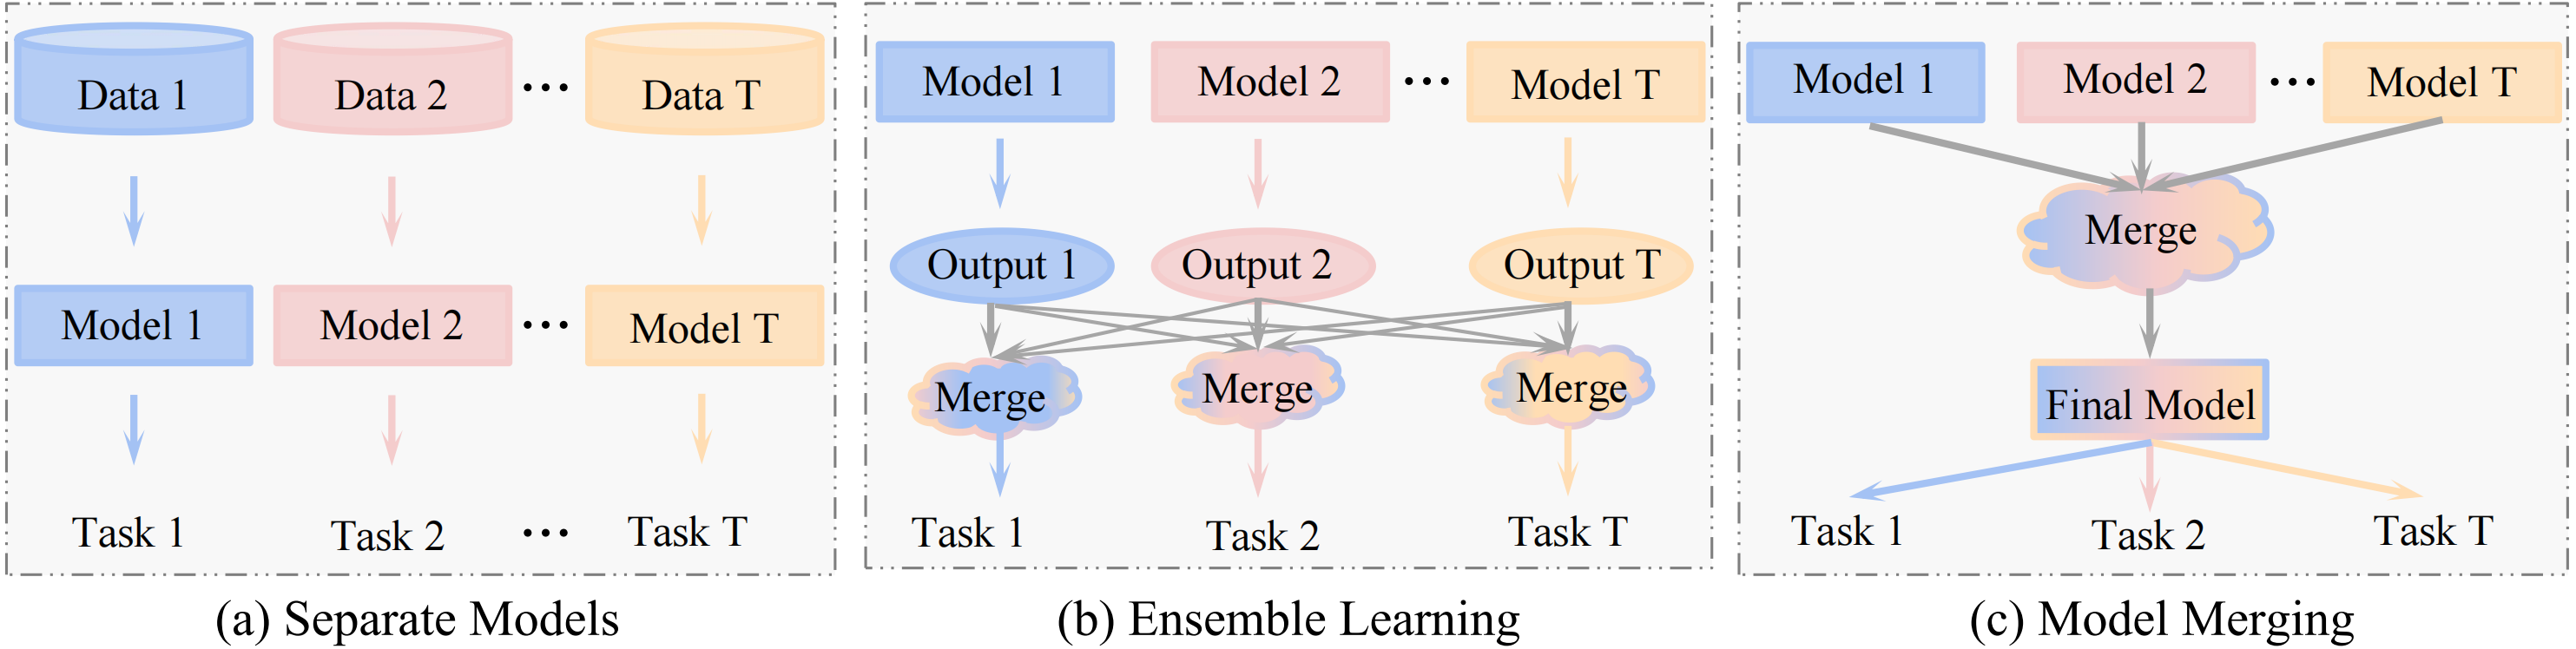 Data 1
Data 2
...
Data T
Model 1
Model 2
...
Model T
Task 1
Task 2
...
Task T
(a) Separate Models
Model 1
Model 2
...
Model T
Output 1
Output 2
Output T
Merge
Merge
Merge
Task 1
Task 2
Task T
(b) Ensemble Learning
Model 1
Model 2
...
Model T
Merge
Final Model
Task 1
Task 2
Task T
(c) Model Merging